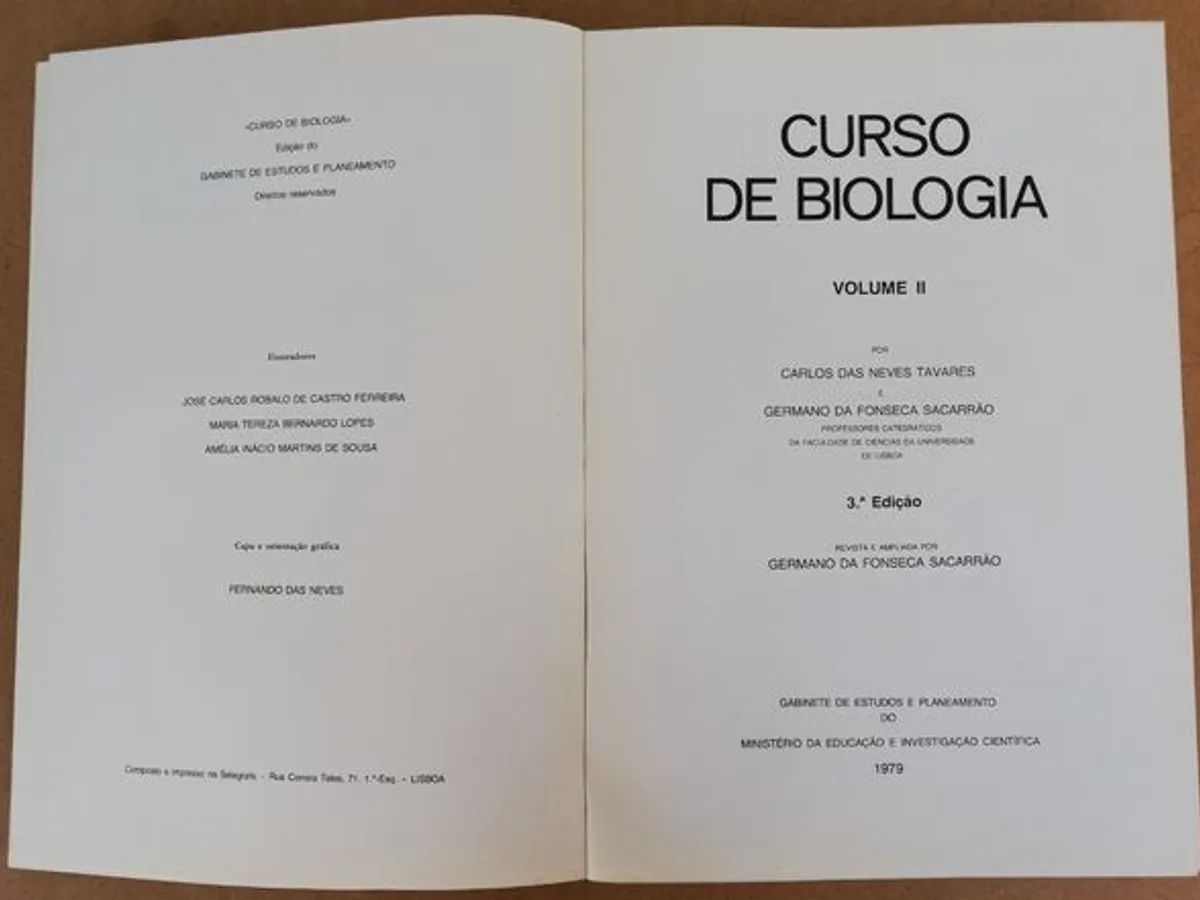 «CURSO DE BIOLOGIA»
Edição do
GABINETE DE ESTUDOS E PLANEAMENTO
Direitos reservados
Ilustradores
JOSÉ CARLOS ROBALO DE CASTRO FERREIRA
MARIA TEREZA BERNARDO LOPES
AMÉLIA INÁCIO MARTINS DE SOUSA
Capa e orientação gráfica
FERNANDO DAS NEVES
Composto e impresso na Selegrafe - Rua Correia Teles, 71, 1.º-Esq. - LISBOA
CURSO
DE BIOLOGIA
VOLUME II
POR
CARLOS DAS NEVES TAVARES
E
GERMANO DA FONSECA SACARRÃO
PROFESSORES CATEDRÁTICOS
DA FACULDADE DE CIÊNCIAS DA UNIVERSIDADE
DE LISBOA
3.ª Edição
REVISTA E AMPLIADA POR
GERMANO DA FONSECA SACARRÃO
GABINETE DE ESTUDOS E PLANEAMENTO
DO
MINISTÉRIO DA EDUCAÇÃO E INVESTIGAÇÃO CIENTÍFICA
1979